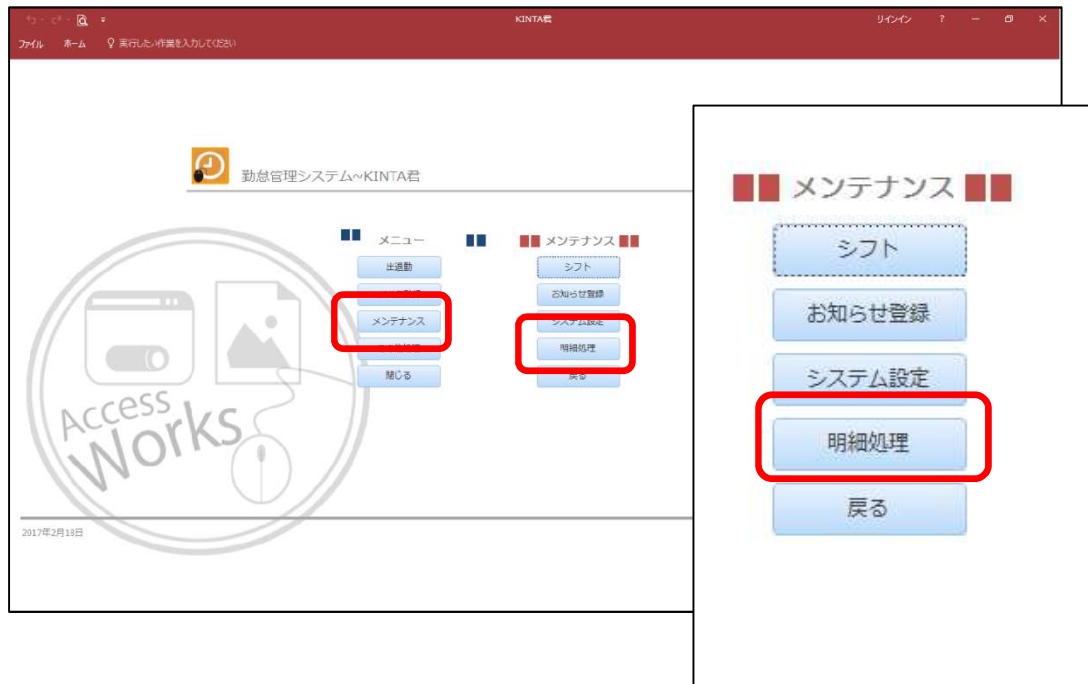 KINTA君
サインイン ?
ファイル ホーム 実行したい作業を入力してください
勤怠管理システム~KINTA君
メニュー
出退勤
メンテナンス
閉じる
メンテナンス
シフト
お知らせ登録
システム設定
明細処理
戻る
Access
Works
2017年2月18日
メンテナンス
シフト
お知らせ登録
システム設定
明細処理
戻る